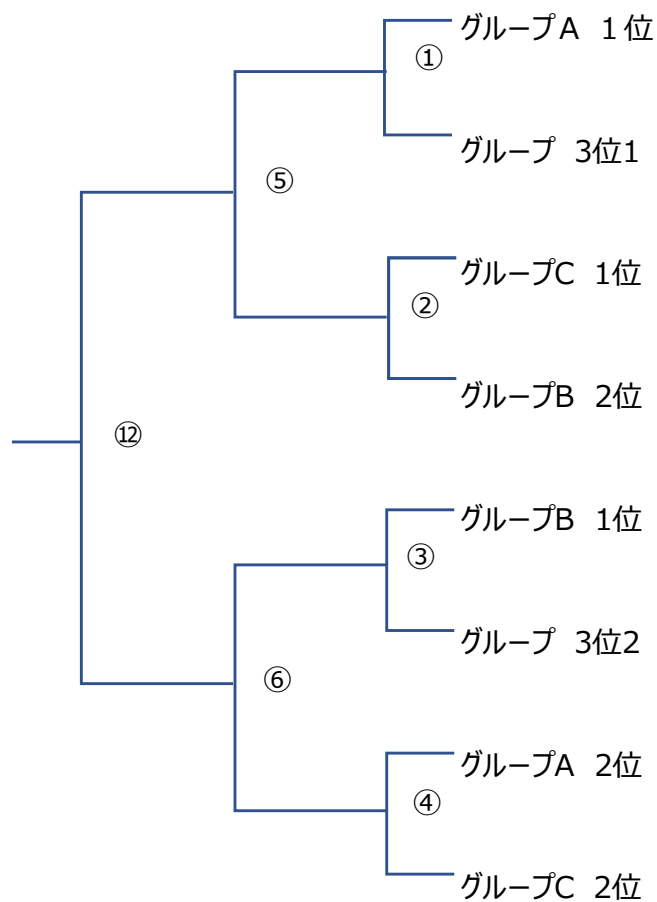 グループA 1位
①
グループ 3位1
⑤
グループC 1位
②
グループB 2位
⑫
グループB 1位
③
グループ 3位2
⑥
グループA 2位
④
グループC 2位